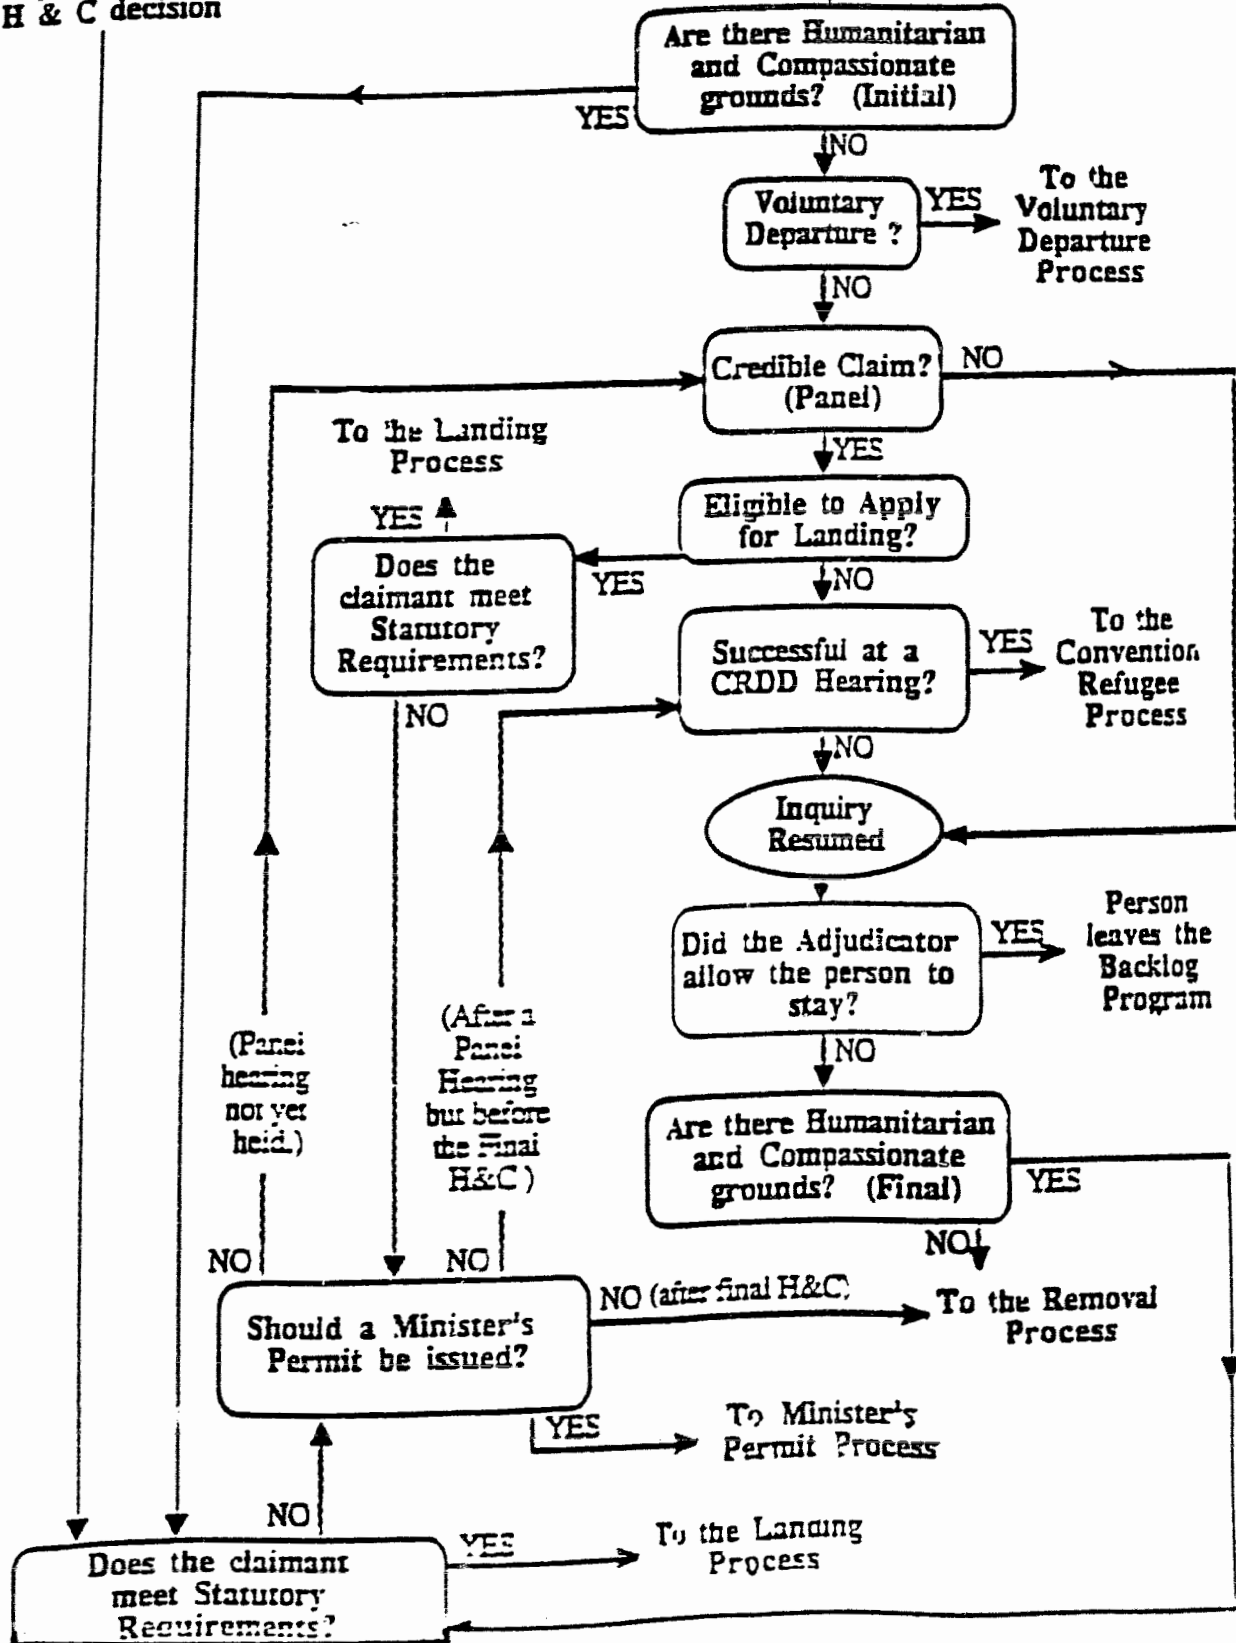 H & C decision
Are there Humanitarian
and Compassionate
grounds? (Initial)
YES
NO
Voluntary
Departure ?
YES
To the
Voluntary
Departure
Process
NO
Credible Claim?
(Panel)
NO
YES
To the Landing
Process
YES
Eligible to Apply
for Landing?
YES
NO
Does the
claimant meet
Statutory
Requirements?
NO
Successful at a
CRDD Hearing?
YES
To the
Convention
Refugee
Process
NO
Inquiry
Resumed
Did the Adjudicator
allow the person to
stay?
YES
Person
leaves the
Backlog
Program
NO
(Panel
hearing
not yet
held.)
(After a
Panel
Hearing
but before
the Final
H&C)
Are there Humanitarian
and Compassionate
grounds? (Final)
YES
NO
NO
NO
NO (after final H&C)
To the Removal
Process
Should a Minister's
Permit be issued?
YES
To Minister's
Permit Process
NO
Does the claimant
meet Statutory
Requirements?
YES
To the Landing
Process